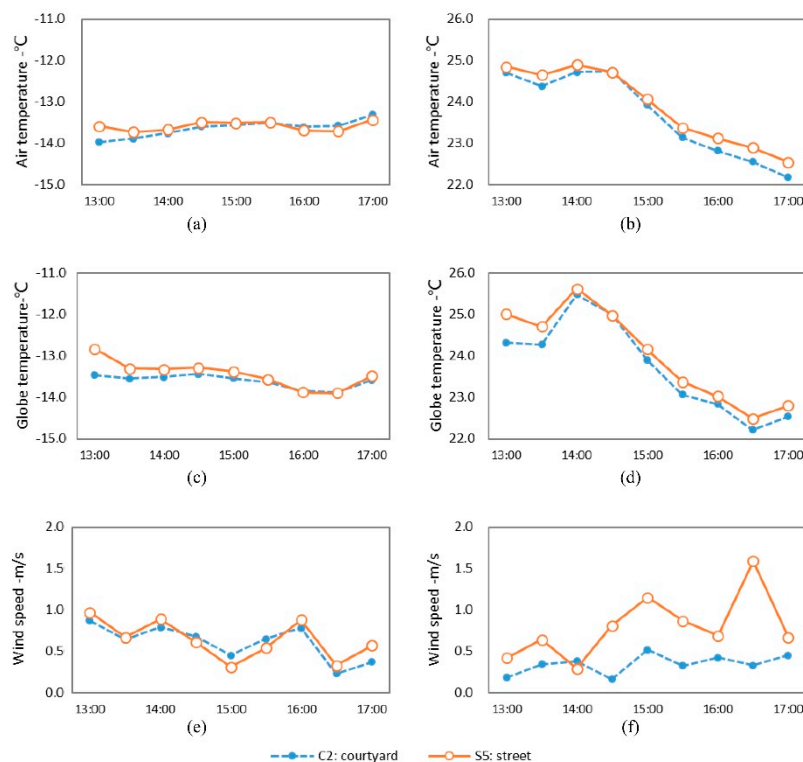 Air temperature -℃
-11.0
-12.0
-13.0
-14.0
-15.0
13:00 14:00 15:00 16:00 17:00
(a)
Air temperature -℃
26.0
25.0
24.0
23.0
22.0
13:00 14:00 15:00 16:00 17:00
(b)
Globe temperature-℃
-11.0
-12.0
-13.0
-14.0
-15.0
13:00 14:00 15:00 16:00 17:00
(c)
Globe temperature -℃
26.0
25.0
24.0
23.0
22.0
13:00 14:00 15:00 16:00 17:00
(d)
Wind speed -m/s
2.0
1.5
1.0
0.5
0.0
13:00 14:00 15:00 16:00 17:00
(e)
Wind speed -m/s
2.0
1.5
1.0
0.5
0.0
13:00 14:00 15:00 16:00 17:00
(f)
C2: courtyard S5: street